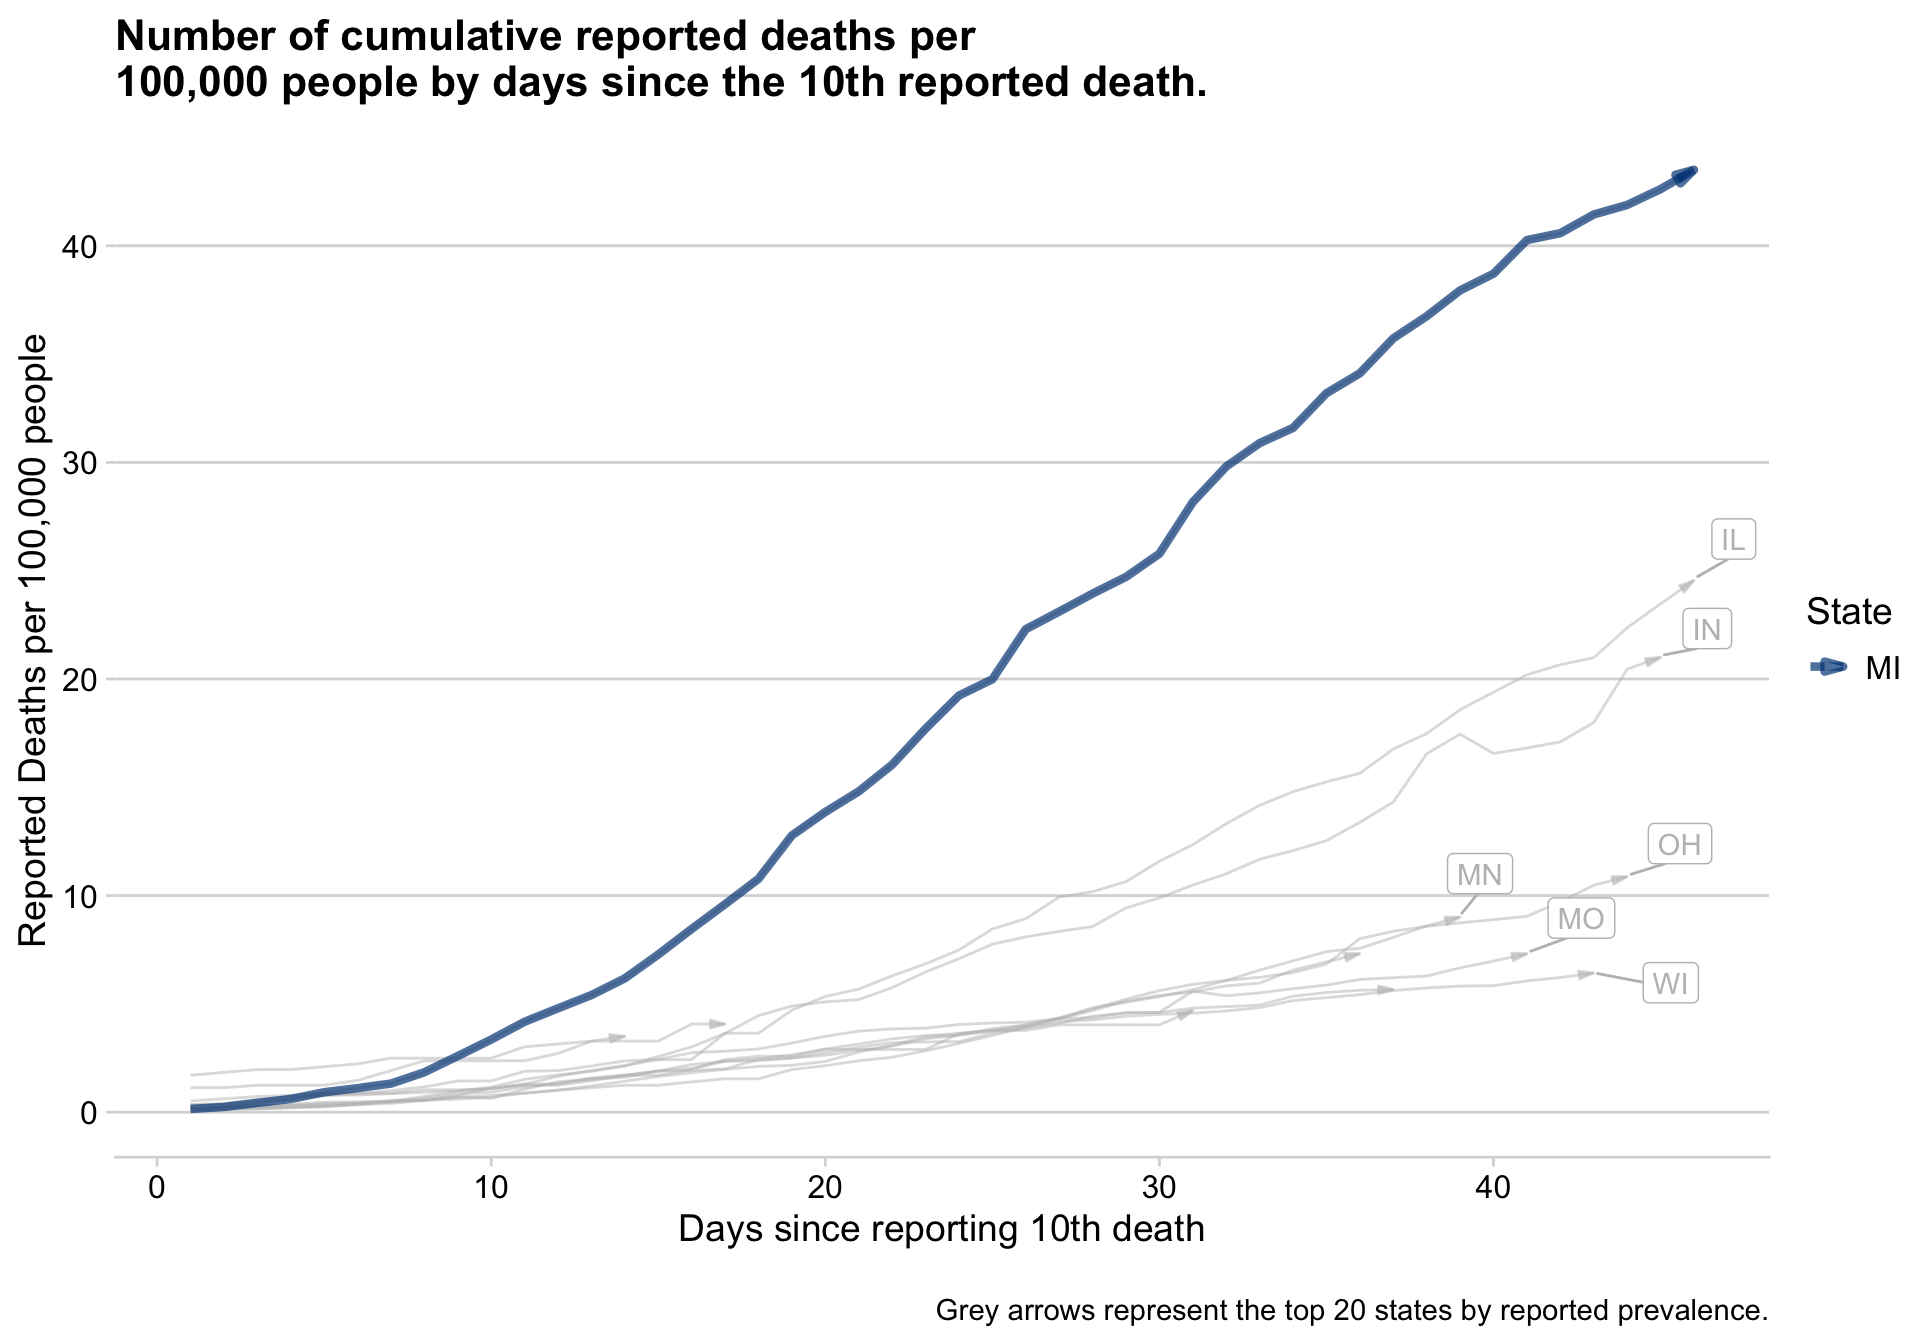 Number of cumulative reported deaths per
100,000 people by days since the 10th reported death.
Reported Deaths per 100,000 people
40
30
20
10
0
IL
IN
OH
MN
MO
WI
State
MI
0 10 20 30 40
Days since reporting 10th death
Grey arrows represent the top 20 states by reported prevalence.